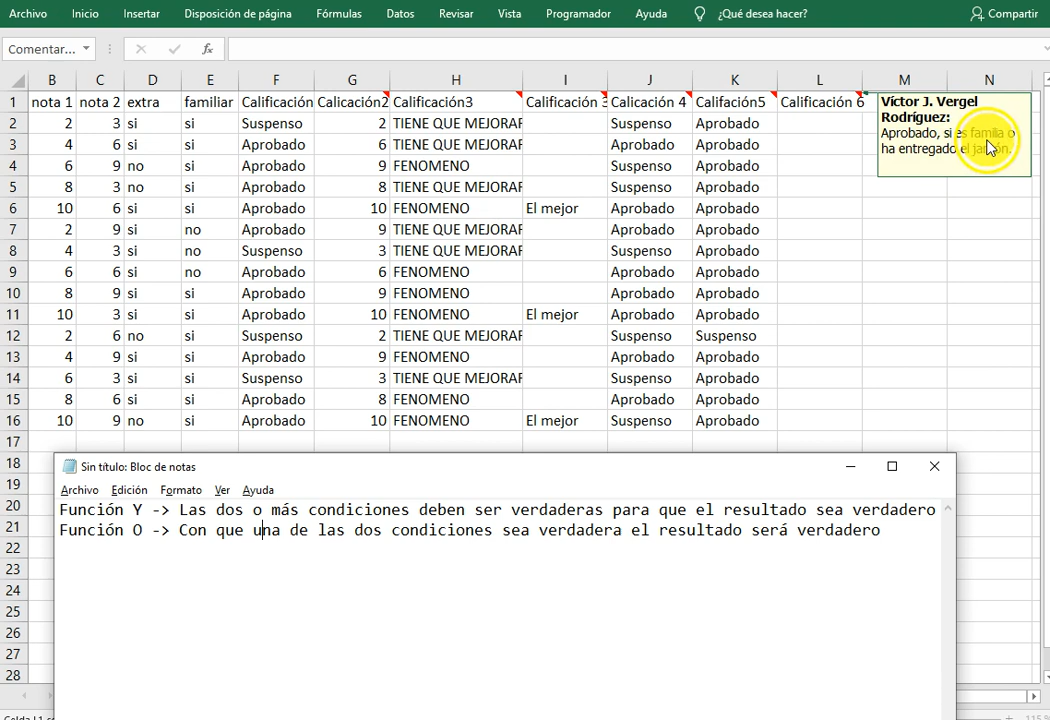 Archivo Inicio Insertar Disposición de página Fórmulas Datos Revisar Vista Programador Ayuda ¿Qué desea hacer? Compartir
Comentar... fx
B C D E F G H I J K L M N
1 nota 1 nota 2 extra familiar Calificación Calicación2 Calificación3 Calificación 3 Calicación 4 Califación5 Calificación 6
Víctor J. Vergel
Rodríguez:
Aprobado, si es familia o
ha entregado el jamón.
2 2 3 si si Suspenso 2 TIENE QUE MEJORAR Suspenso Aprobado
3 4 6 si si Aprobado 6 TIENE QUE MEJORAR Aprobado Aprobado
4 6 9 no si Aprobado 9 FENOMENO Suspenso Aprobado
5 8 3 no si Aprobado 8 TIENE QUE MEJORAR Suspenso Aprobado
6 10 6 si si Aprobado 10 FENOMENO El mejor Aprobado Aprobado
7 2 9 si no Aprobado 9 TIENE QUE MEJORAR Aprobado Aprobado
8 4 3 si no Suspenso 3 TIENE QUE MEJORAR Suspenso Aprobado
9 6 6 si no Aprobado 6 FENOMENO Aprobado Aprobado
10 8 9 si si Aprobado 9 FENOMENO Aprobado Aprobado
11 10 3 si si Aprobado 10 FENOMENO El mejor Aprobado Aprobado
12 2 6 no si Suspenso 2 TIENE QUE MEJORAR Suspenso Suspenso
13 4 9 si si Aprobado 9 FENOMENO Aprobado Aprobado
14 6 3 si si Suspenso 3 TIENE QUE MEJORAR Suspenso Aprobado
15 8 6 si si Aprobado 8 FENOMENO Aprobado Aprobado
16 10 9 no si Aprobado 10 FENOMENO El mejor Suspenso Aprobado
17
18
19
20
21
22
23
24
25
26
27
28
Sin título: Bloc de notas
Archivo Edición Formato Ver Ayuda
Función Y -> Las dos o más condiciones deben ser verdaderas para que el resultado sea verdadero
Función O -> Con que una de las dos condiciones sea verdadera el resultado será verdadero